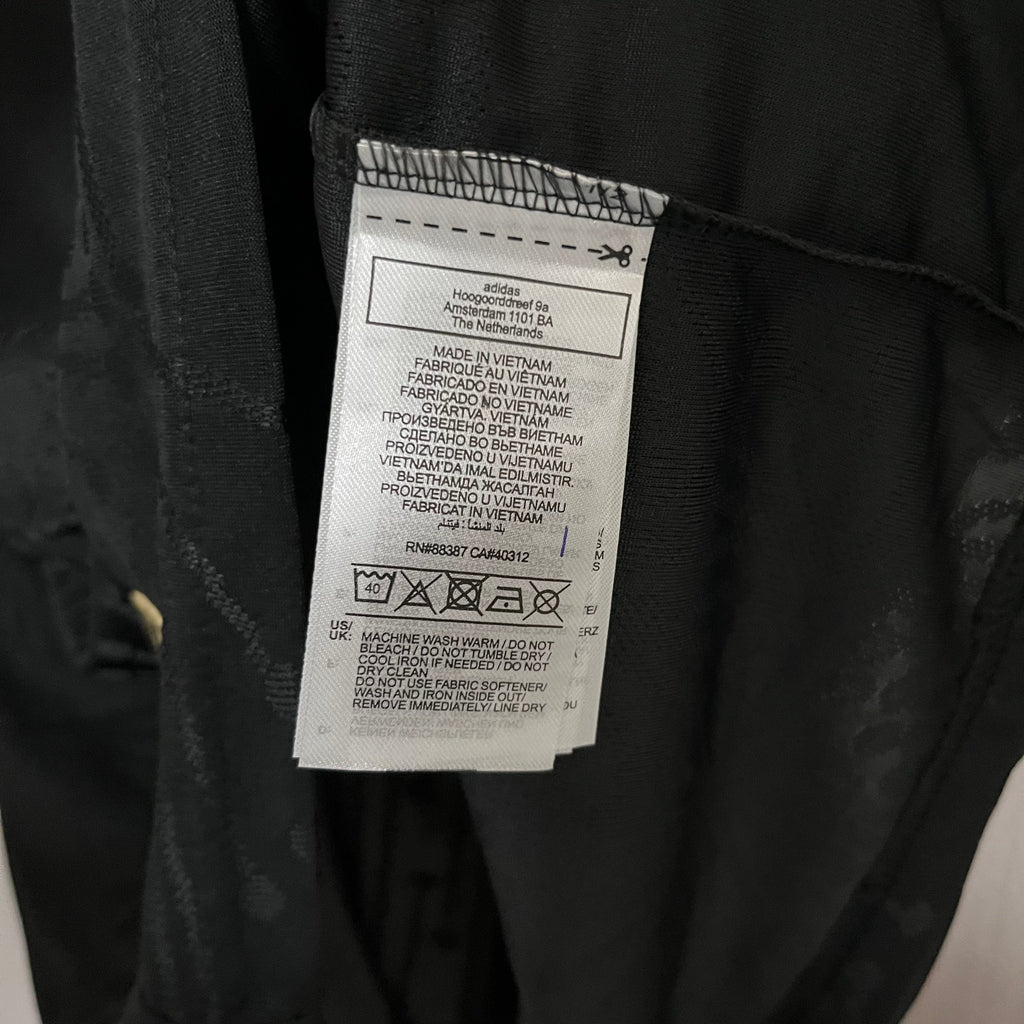 adidas
Hoogoorddreef 9a
Amsterdam 1101 BA
The Netherlands
MADE IN VIETNAM
FABRIQUÉ AU VIÊTNAM
FABRICADO EN VIETNAM
FABRICADO NO VIETNAME
GYÁRTVA. VIETNÁM
ПРОИЗВЕДЕНО ВЪВ ВИЕТНАМ
СДЕЛАНО ВО ВЬЕТНАМЕ
PROIZVEDENO U VIJETNAMU
VIETNAM'DA IMAL EDILMISTIR.
ВЬЕТНАМДА ЖАСАЛҒАН
PROIZVEDENO U VIJETNAMU
FABRICAT IN VIETNAM
بلد المنشأ : فيتنام
RN#88387 CA#40312
40
US/
UK: MACHINE WASH WARM / DO NOT
BLEACH / DO NOT TUMBLE DRY /
COOL IRON IF NEEDED / DO NOT
DRY CLEAN
DO NOT USE FABRIC SOFTENER/
WASH AND IRON INSIDE OUT/
REMOVE IMMEDIATELY/ LINE DRY